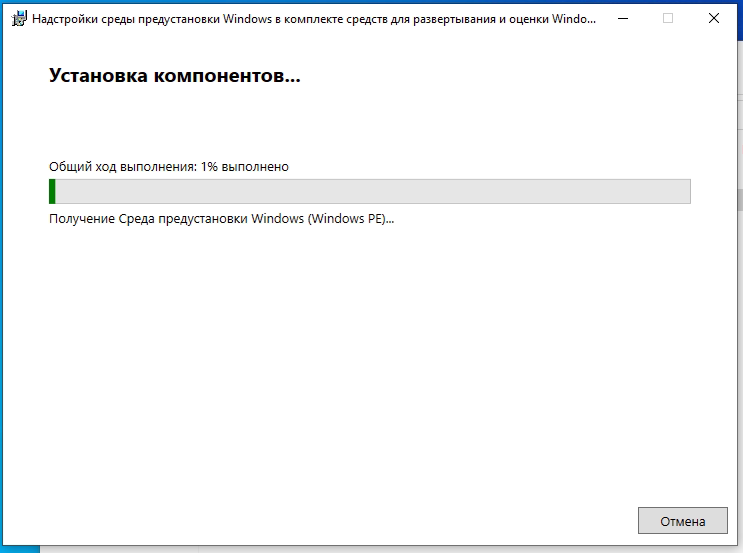 Надстройки среды предустановки Windows в комплекте средств для развертывания и оценки Windo...
Установка компонентов...
Общий ход выполнения: 1% выполнено
Получение Среда предустановки Windows (Windows PE)...
Отмена